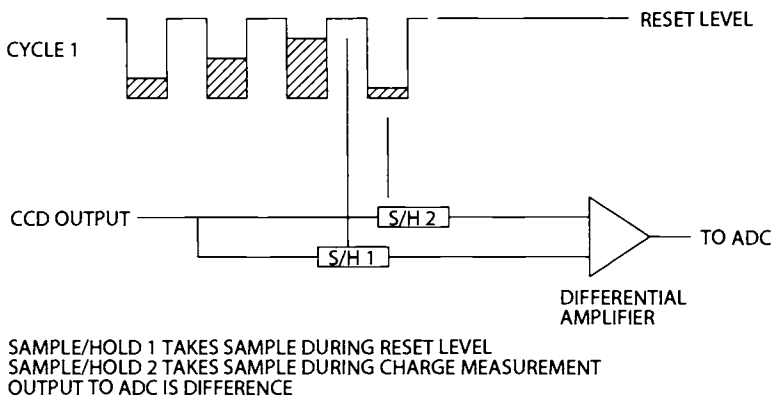 RESET LEVEL
CYCLE 1
CCD OUTPUT
S/H 2
S/H 1
TO ADC
DIFFERENTIAL
AMPLIFIER
SAMPLE/HOLD 1 TAKES SAMPLE DURING RESET LEVEL
SAMPLE/HOLD 2 TAKES SAMPLE DURING CHARGE MEASUREMENT
OUTPUT TO ADC IS DIFFERENCE